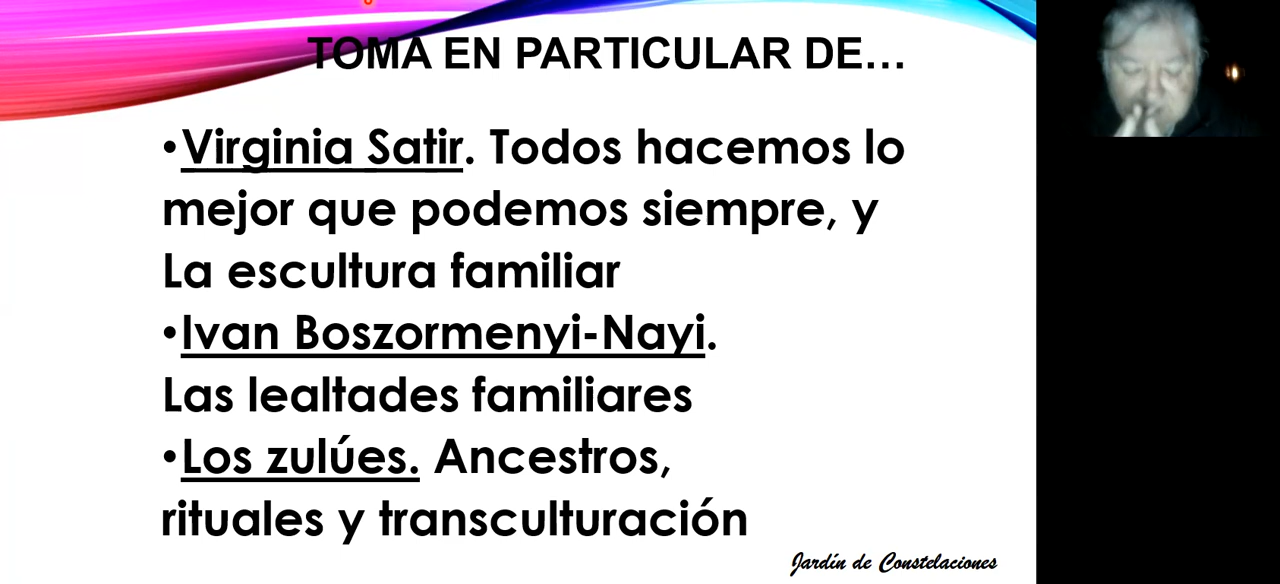 TOMA EN PARTICULAR DE...
•Virginia Satir. Todos hacemos lo
mejor que podemos siempre, y
La escultura familiar
•Ivan Boszormenyi-Nayi.
Las lealtades familiares
•Los zulúes. Ancestros,
rituales y transculturación
Jardín de Constelaciones